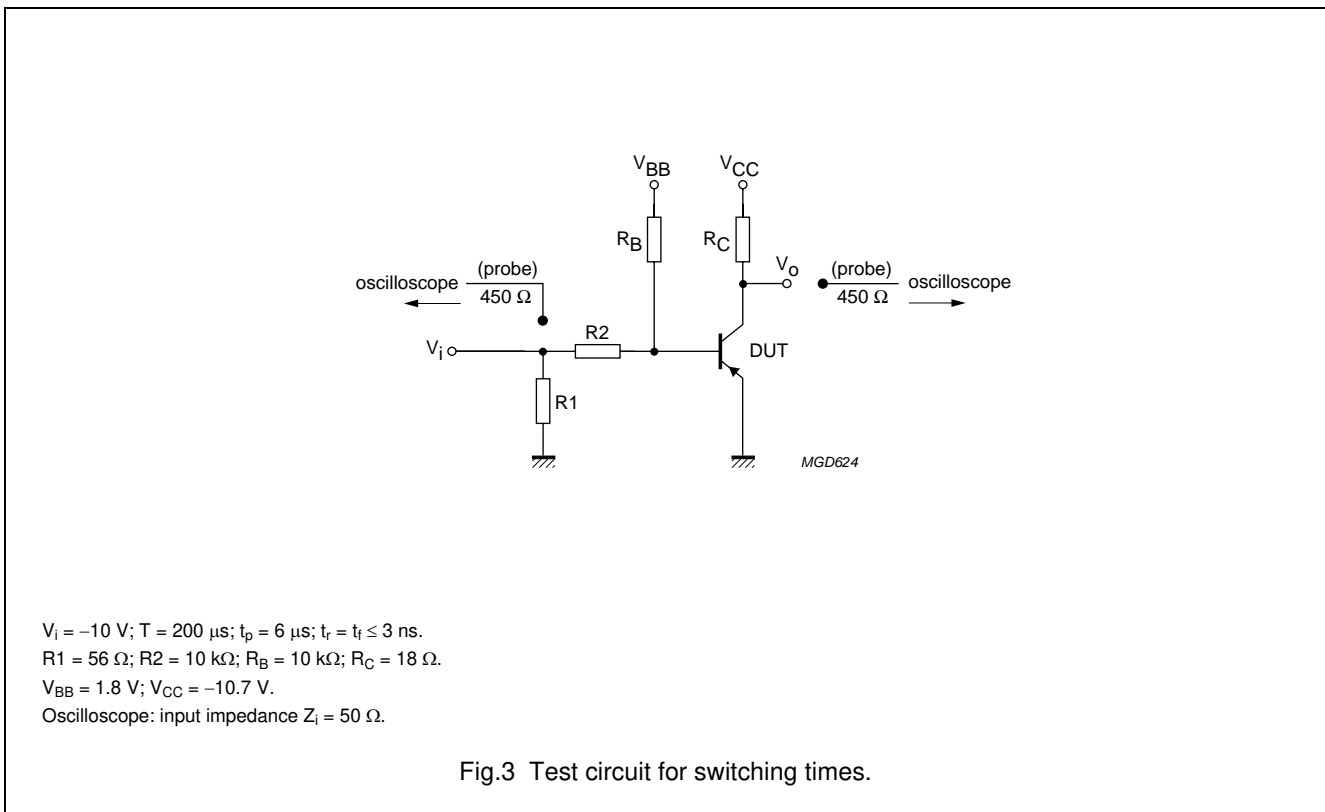 V_BB V_CC
R_B R_C
V_o
(probe) (probe)
oscilloscope oscilloscope
450 Ω 450 Ω
R2
V_i DUT
R1
MGD624
V_i = −10 V; T = 200 μs; t_p = 6 μs; t_r = t_f ≤ 3 ns.
R1 = 56 Ω; R2 = 10 kΩ; R_B = 10 kΩ; R_C = 18 Ω.
V_BB = 1.8 V; V_CC = −10.7 V.
Oscilloscope: input impedance Z_i = 50 Ω.
Fig.3 Test circuit for switching times.